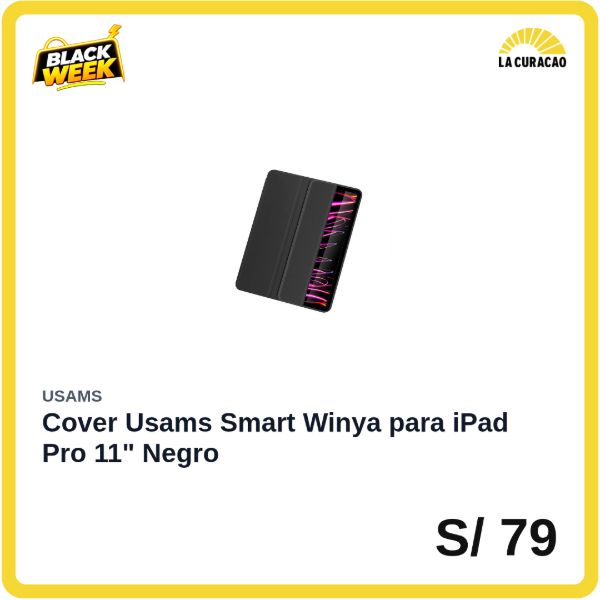 BLACK
WEEK
LA CURACAO
USAMS
Cover Usams Smart Winya para iPad
Pro 11" Negro
S/ 79